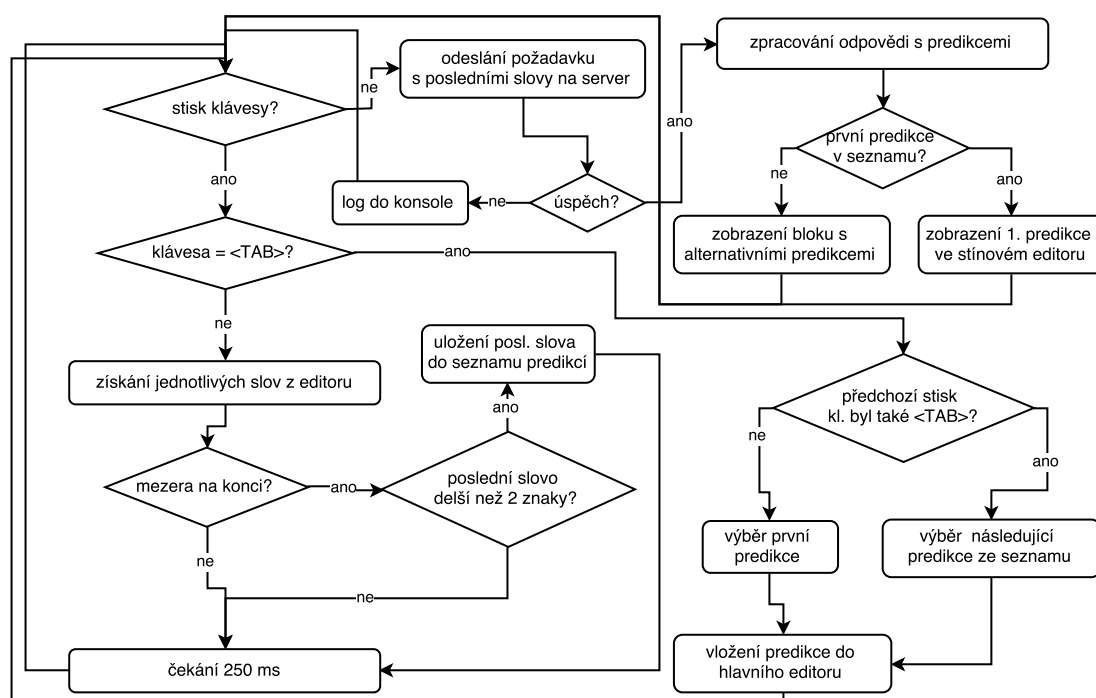 stisk klávesy?
ne
odeslání požadavku
s posledními slovy na server
ano
zpracování odpovědi s predikcemi
první predikce
v seznamu?
ano
log do konsole
ne
úspěch?
ne
ano
klávesa = <TAB>?
ano
zobrazení bloku s
alternativními predikcemi
zobrazení 1. predikce
ve stínovém editoru
ne
získání jednotlivých slov z editoru
uložení posl. slova
do seznamu predikcí
předchozí stisk
kl. byl také <TAB>?
ano
ne
ano
mezera na konci?
ano
poslední slovo
delší než 2 znaky?
výběr první
predikce
výběr následující
predikce ze seznamu
ne
ne
čekání 250 ms
vložení predikce do
hlavního editoru